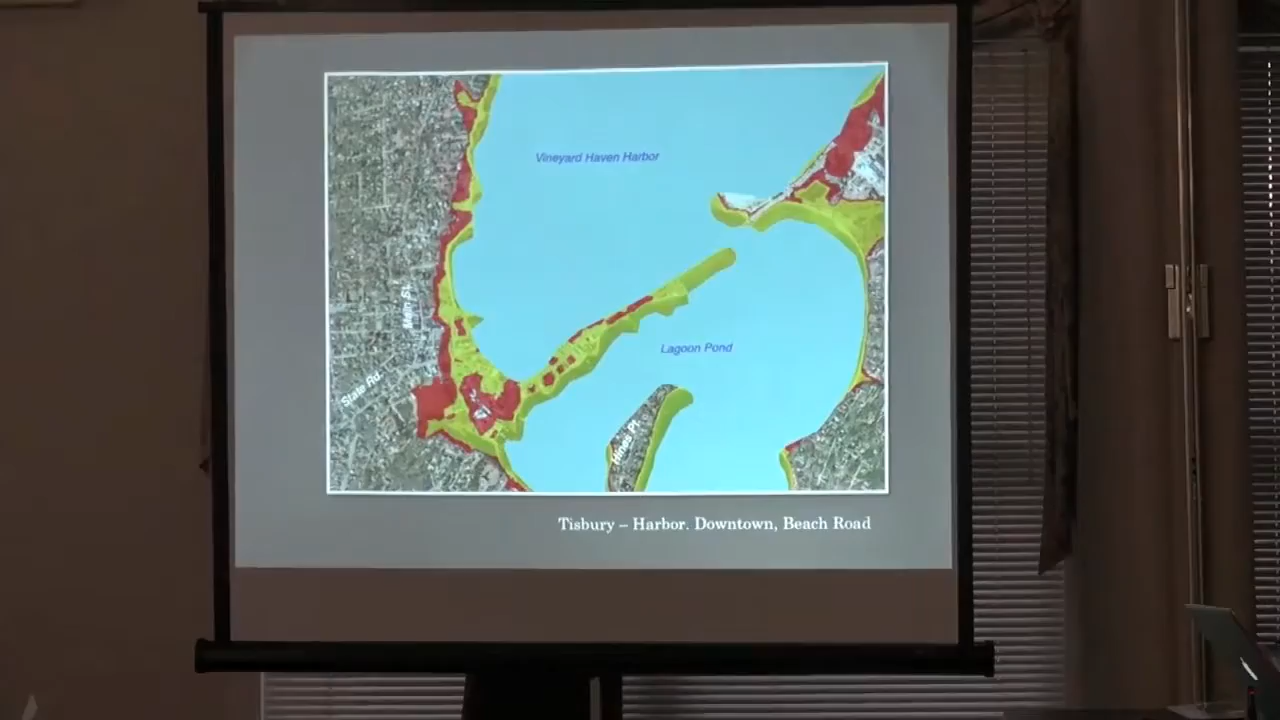 Vineyard Haven Harbor
Main St.
Lagoon Pond
State Rd.
Hines Pt.
Tisbury – Harbor. Downtown, Beach Road